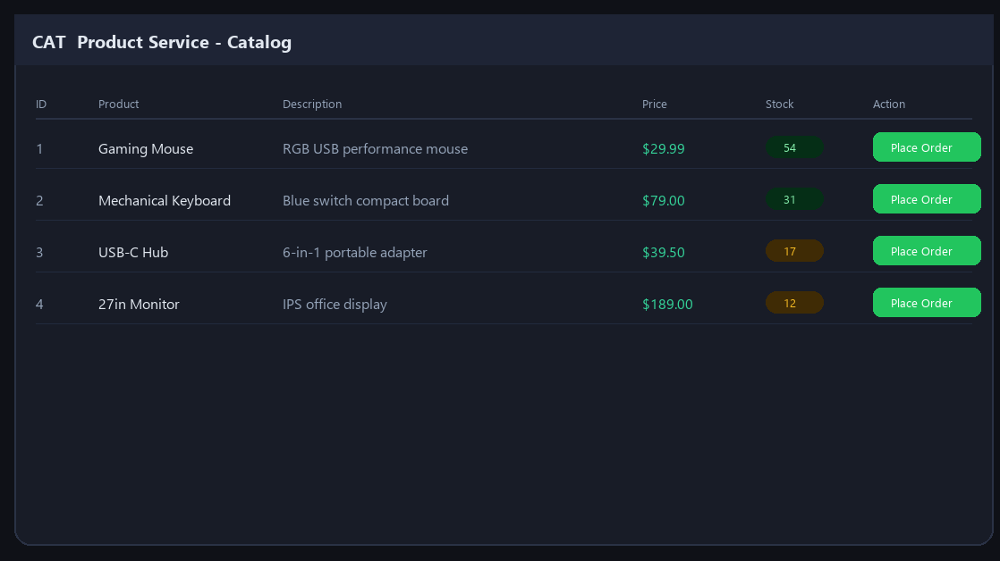 CAT Product Service - Catalog
ID Product Description Price Stock Action
1 Gaming Mouse RGB USB performance mouse $29.99 54 Place Order
2 Mechanical Keyboard Blue switch compact board $79.00 31 Place Order
3 USB-C Hub 6-in-1 portable adapter $39.50 17 Place Order
4 27in Monitor IPS office display $189.00 12 Place Order